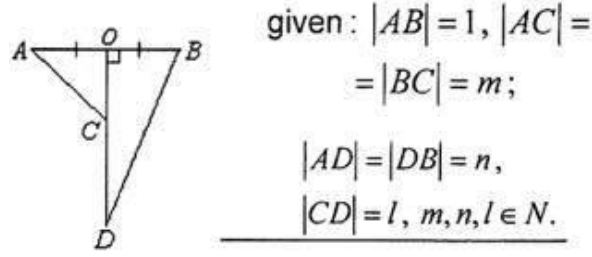 given: |AB| = 1, |AC| =
= |BC| = m;
|AD| = |DB| = n,
|CD| = l, m, n, l ∈ N.
A O B
C
D